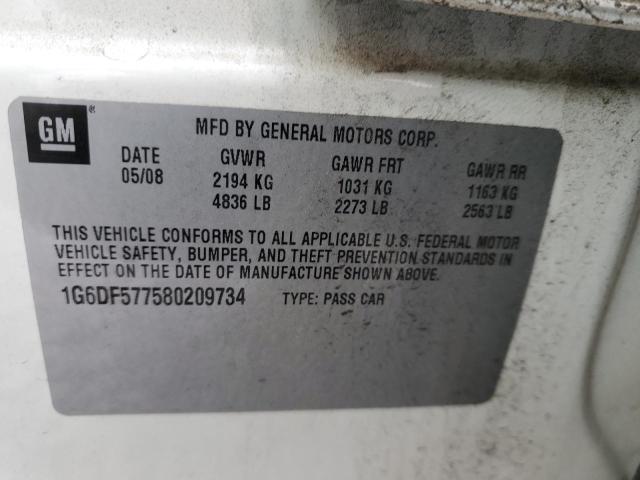 GM®
MFD BY GENERAL MOTORS CORP.
DATE GVWR GAWR FRT GAWR RR
05/08 2194 KG 1031 KG 1163 KG
4836 LB 2273 LB 2563 LB
THIS VEHICLE CONFORMS TO ALL APPLICABLE U.S. FEDERAL MOTOR
VEHICLE SAFETY, BUMPER, AND THEFT PREVENTION STANDARDS IN
EFFECT ON THE DATE OF MANUFACTURE SHOWN ABOVE.
1G6DF577580209734 TYPE: PASS CAR